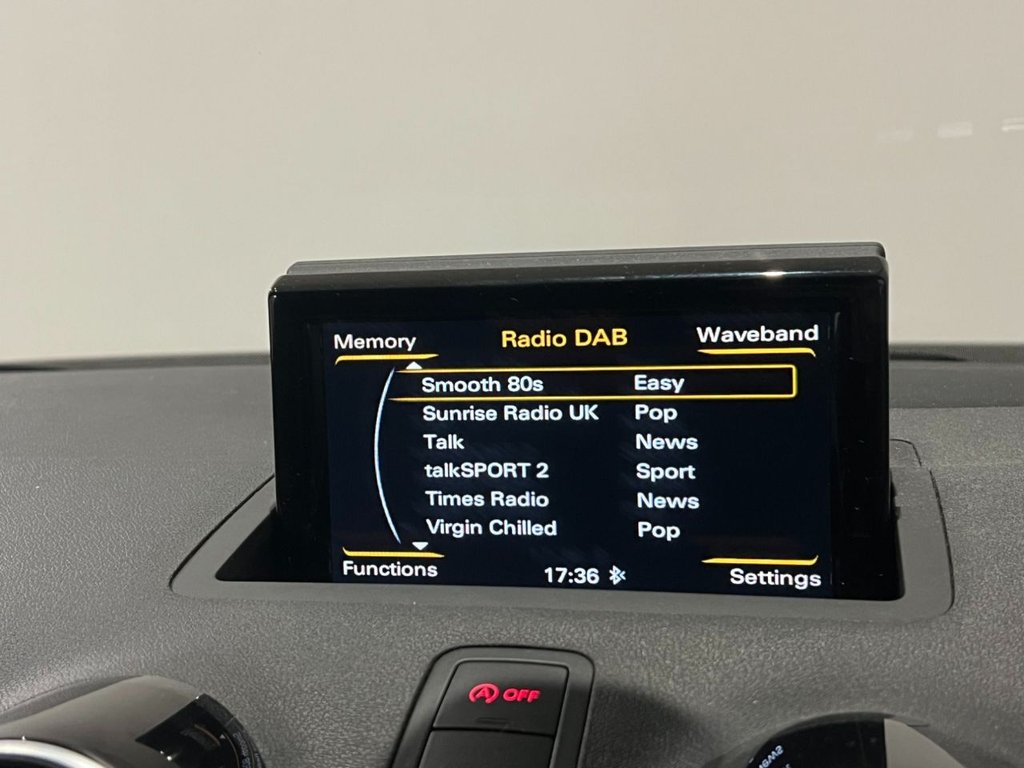 Memory Radio DAB Waveband
Smooth 80s Easy
Sunrise Radio UK Pop
Talk News
talkSPORT 2 Sport
Times Radio News
Virgin Chilled Pop
Functions 17:36 Settings
A OFF